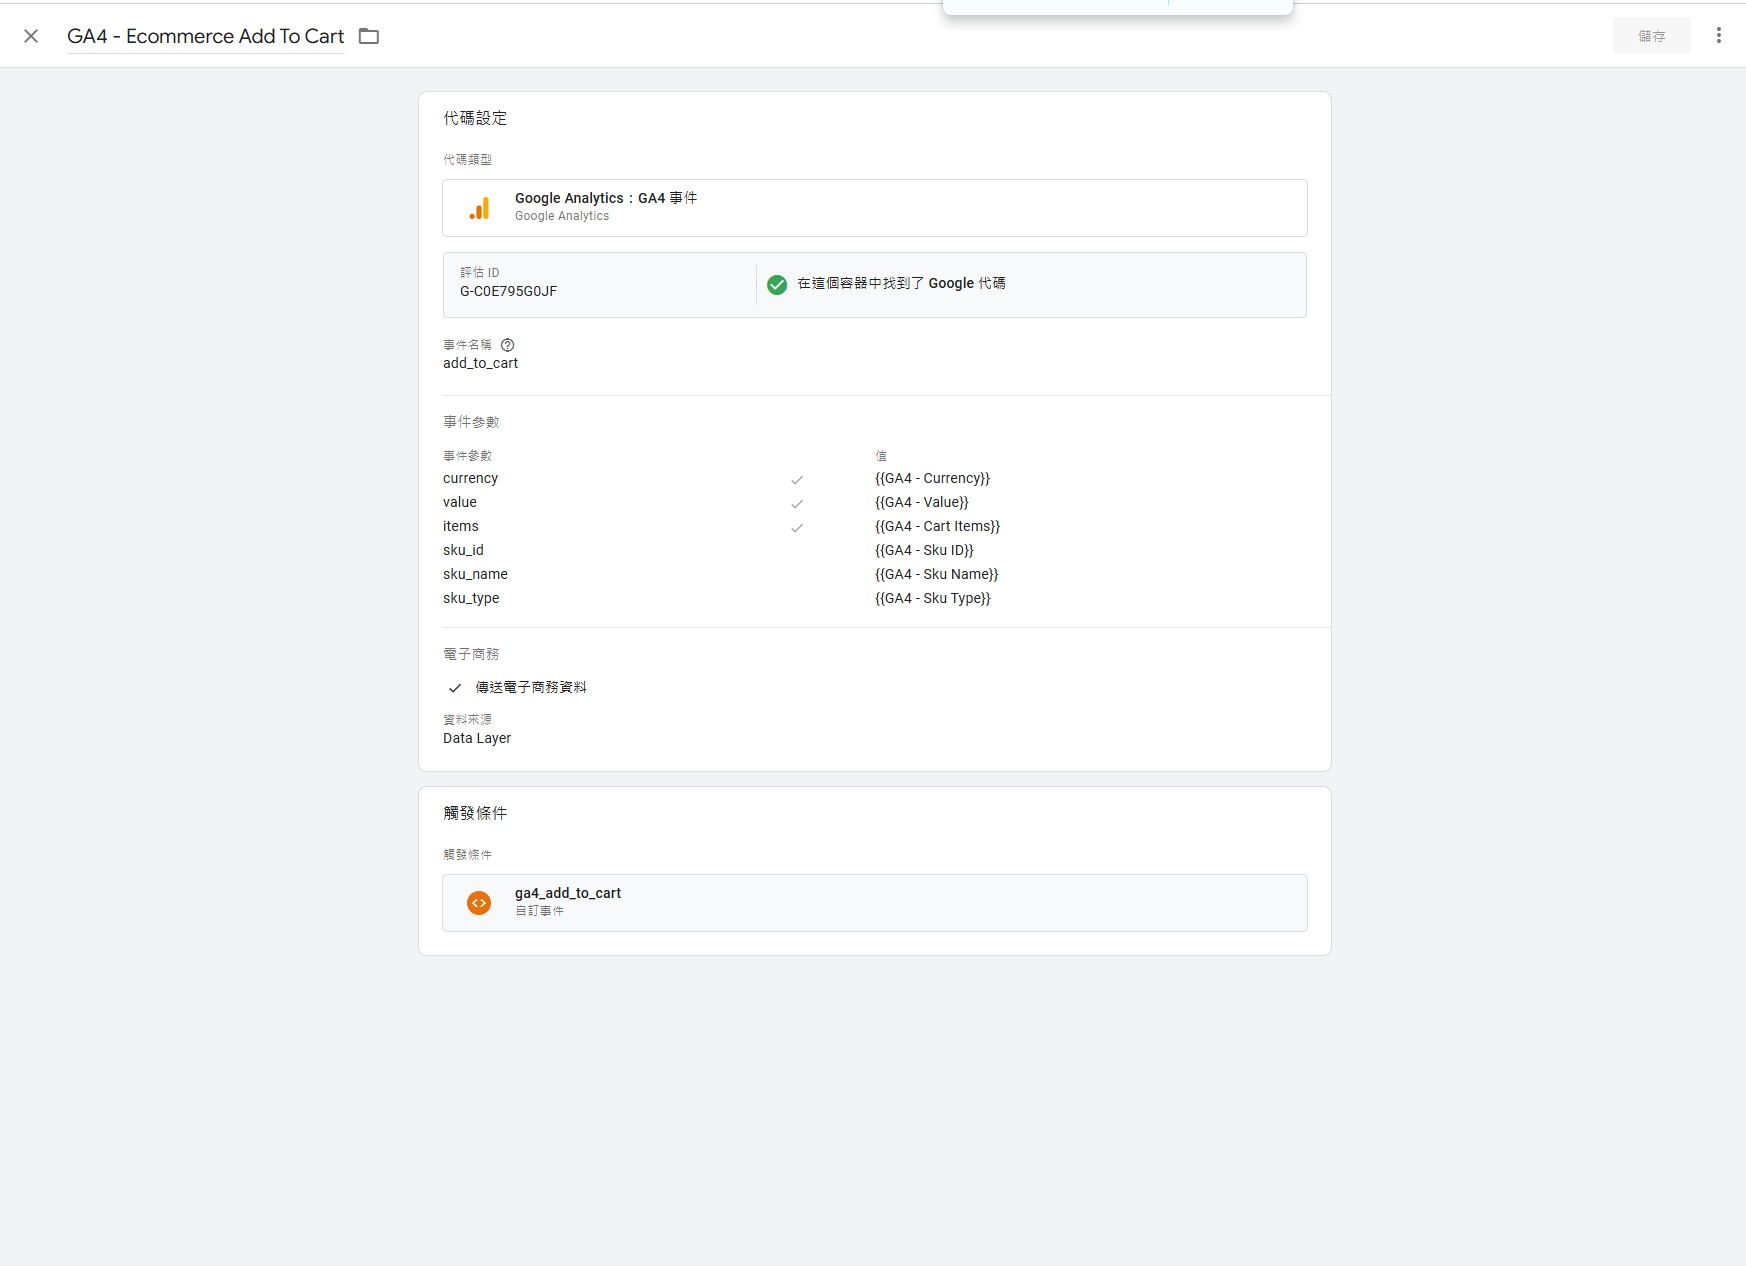 GA4 - Ecommerce Add To Cart
儲存
代碼設定
代碼類型
Google Analytics：GA4 事件
Google Analytics
評估 ID
G-C0E795G0JF
在這個容器中找到了 Google 代碼
事件名稱
add_to_cart
事件參數
事件參數 值
currency {{GA4 - Currency}}
value {{GA4 - Value}}
items {{GA4 - Cart Items}}
sku_id {{GA4 - Sku ID}}
sku_name {{GA4 - Sku Name}}
sku_type {{GA4 - Sku Type}}
電子商務
傳送電子商務資料
資料來源
Data Layer
觸發條件
觸發條件
ga4_add_to_cart
自訂事件